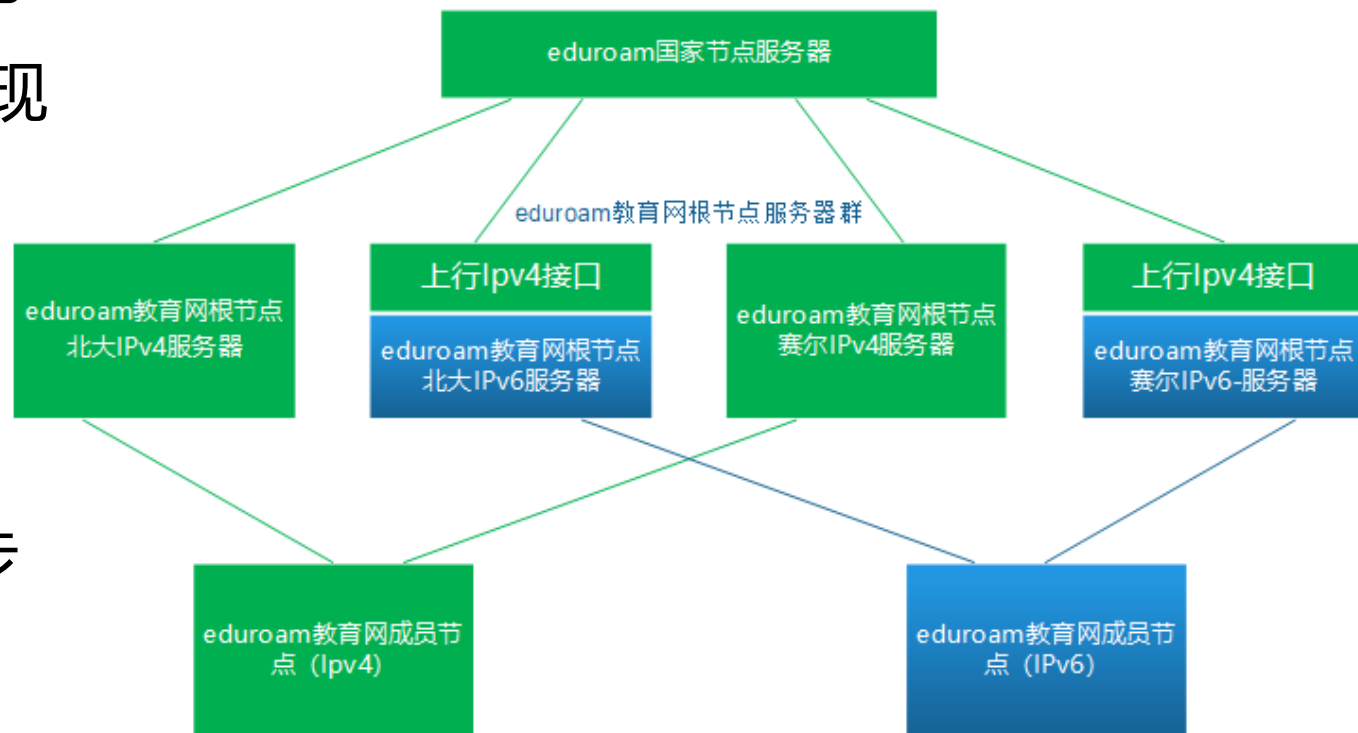 现
eduroam国家节点服务器
eduroam教育网根节点服务器群
eduroam教育网根节点
北大IPv4服务器
上行Ipv4接口
eduroam教育网根节点
北大IPv6服务器
eduroam教育网根节点
赛尔IPv4服务器
上行Ipv4接口
eduroam教育网根节点
赛尔IPv6-服务器
eduroam教育网成员节
点（Ipv4)
eduroam教育网成员节
点（IPv6）